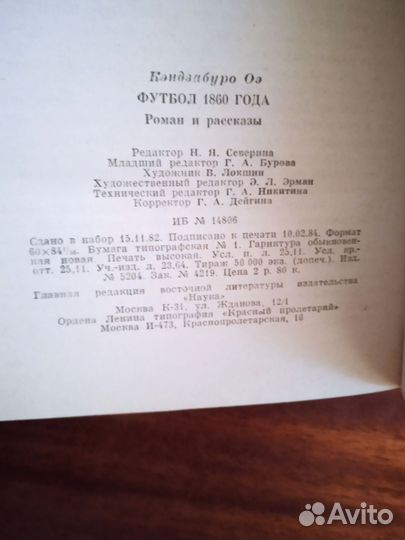 Кэндзабуро Оэ
ФУТБОЛ 1860 ГОДА
Роман и рассказы
Редактор Н. Я. Северина
Младший редактор Г. А. Бурова
Художник В. Локшин
Художественный редактор Э. Л. Эрман
Технический редактор Г. А. Никитина
Корректор Г. А. Дейгина
ИБ № 14806
Сдано в набор 15.11.82. Подписано к печати 10.02.84. Формат
60×84¹/₁₆. Бумага типографская № 1. Гарнитура обыкновен-
ная новая. Печать высокая. Усл. п. л. 25,11. Усл. кр.-
отт. 25,11. Уч.-изд. л. 23,64. Тираж 50 000 экз. (допеч.). Изд.
№ 5204. Зак. № 4219. Цена 2 р. 80 к.
Главная редакция восточной литературы издательства
«Наука»
Москва К-31, ул. Жданова, 12/1
Ордена Ленина типография «Красный пролетарий»
Москва И-473, Краснопролетарская, 16
Avito